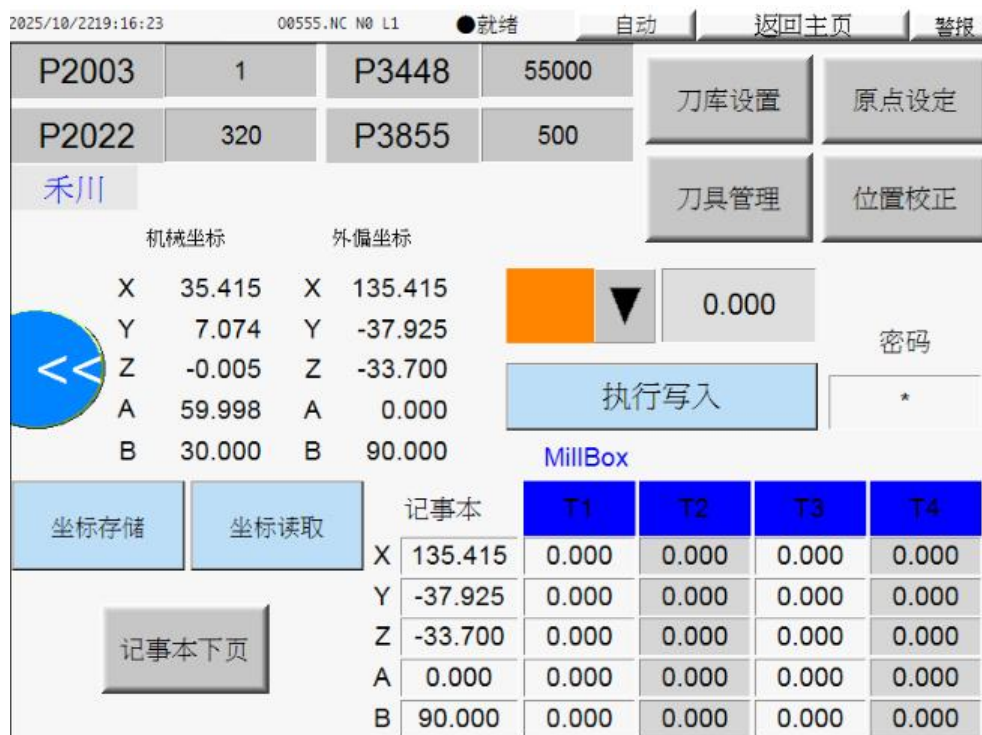 2025/10/2219:16:23 O0555.NC N0 L1 ●就绪 自动 返回主页 警报
P2003 1 P3448 55000 刀库设置 原点设定
P2022 320 P3855 500
禾川 刀具管理 位置校正
机械坐标 外偏坐标
X 35.415 X 135.415
Y 7.074 Y -37.925 ▼ 0.000
Z -0.005 Z -33.700 密码
<< 
A 59.998 A 0.000 执行写入 *
B 30.000 B 90.000 MillBox
坐标存储 坐标读取 记事本 T1 T2 T3 T4
X 135.415 0.000 0.000 0.000 0.000
Y -37.925 0.000 0.000 0.000 0.000
记事本下页 Z -33.700 0.000 0.000 0.000 0.000
A 0.000 0.000 0.000 0.000 0.000
B 90.000 0.000 0.000 0.000 0.000